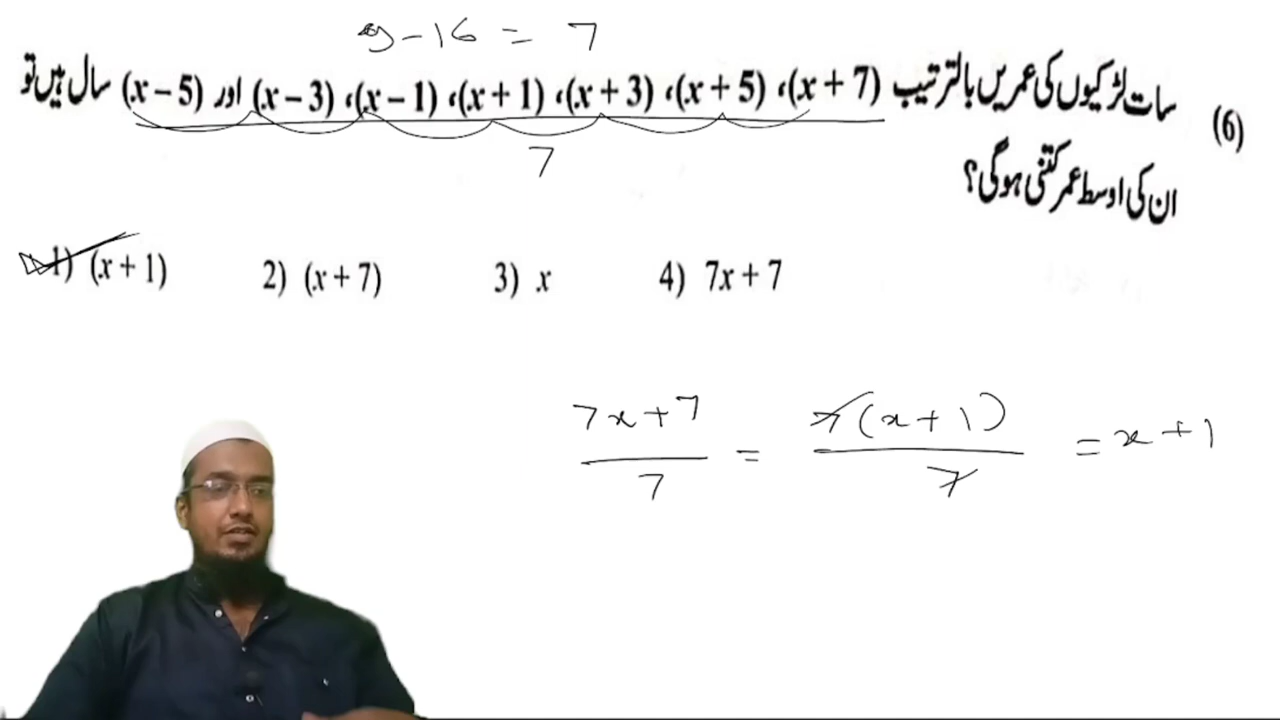 9 - 16 = 7
(6) سات لڑکیوں کی عمریں بالترتیب (x + 7)، (x + 5)، (x + 3)، (x + 1)، (x – 1)، (x – 3) اور (x – 5) سال ہیں تو
7
ان کی اوسط عمر کتنی ہوگی؟
1) (x + 1) 2) (x + 7) 3) x 4) 7x + 7
7x + 7 / 7 = 7(x + 1) / 7 = x + 1